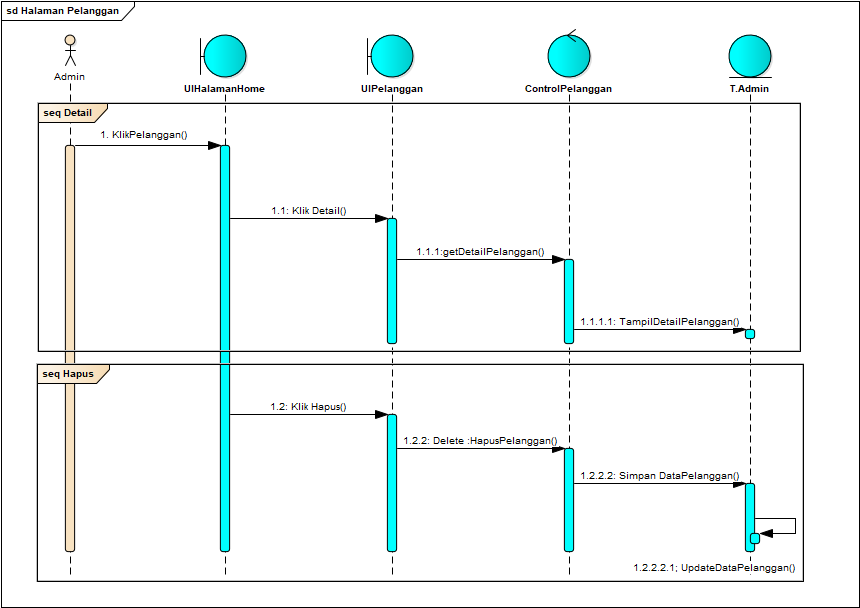 sd Halaman Pelanggan
Admin
UIHalamanHome
UIPelanggan
ControlPelanggan
T.Admin
seq Detail
1. KlikPelanggan()
1.1: Klik Detail()
1.1.1:getDetailPelanggan()
1.1.1.1: TampilDetailPelanggan()
seq Hapus
1.2: Klik Hapus()
1.2.2: Delete :HapusPelanggan()
1.2.2.2: Simpan DataPelanggan()
1.2.2.2.1; UpdateDataPelanggan()